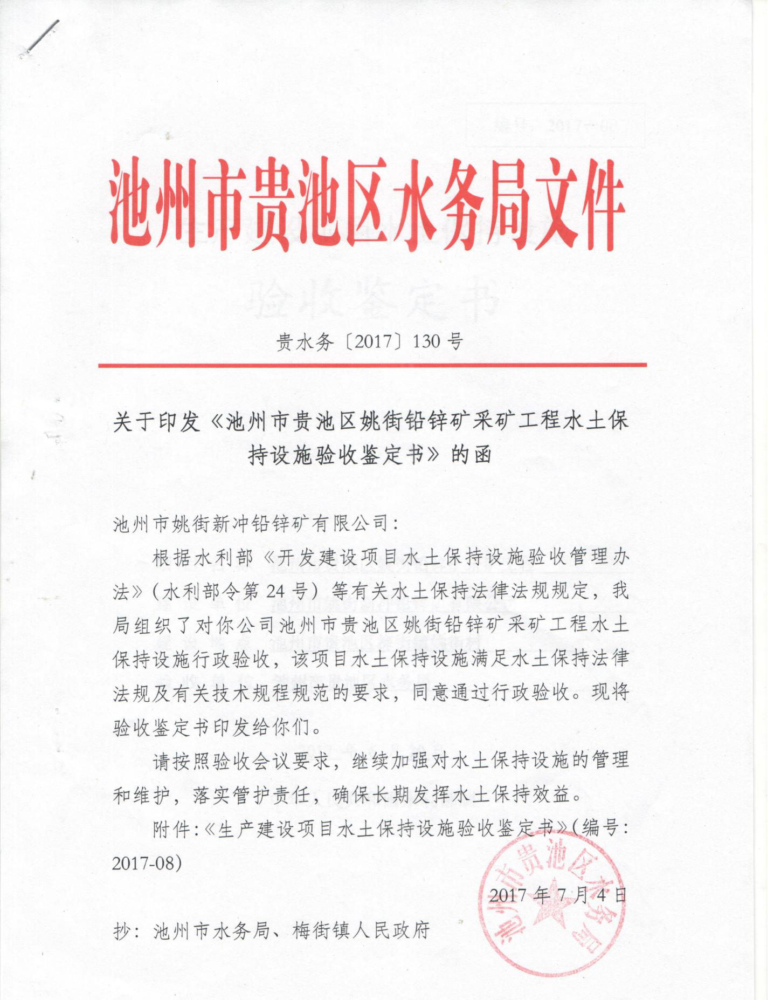 池州市贵池区水务局文件
贵水务〔2017〕130 号
关于印发《池州市贵池区姚街铅锌矿采矿工程水土保
持设施验收鉴定书》的函
池州市姚街新冲铅锌矿有限公司：
根据水利部《开发建设项目水土保持设施验收管理办
法》（水利部令第 24 号）等有关水土保持法律法规规定，我
局组织了对你公司池州市贵池区姚街铅锌矿采矿工程水土
保持设施行政验收，该项目水土保持设施满足水土保持法律
法规及有关技术规程规范的要求，同意通过行政验收。现将
验收鉴定书印发给你们。
请按照验收会议要求，继续加强对水土保持设施的管理
和维护，落实管护责任，确保长期发挥水土保持效益。
附件：《生产建设项目水土保持设施验收鉴定书》（编号：
2017-08）
池州市贵池区水务局
2017 年 7 月 4 日
抄：池州市水务局、梅街镇人民政府